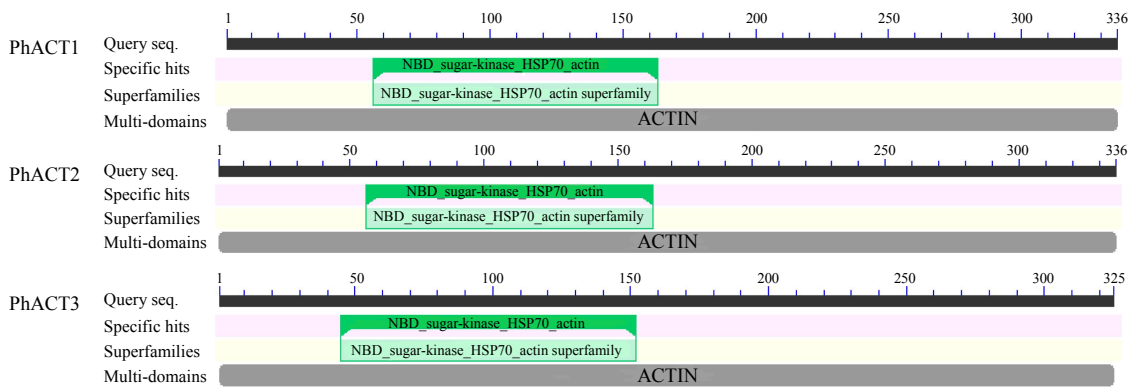 1 50 100 150 200 250 300 336
PhACT1 Query seq.
Specific hits NBD_sugar-kinase_HSP70_actin
Superfamilies NBD_sugar-kinase_HSP70_actin superfamily
Multi-domains ACTIN
1 50 100 150 200 250 300 336
PhACT2 Query seq.
Specific hits NBD_sugar-kinase_HSP70_actin
Superfamilies NBD_sugar-kinase_HSP70_actin superfamily
Multi-domains ACTIN
1 50 100 150 200 250 300 325
PhACT3 Query seq.
Specific hits NBD_sugar-kinase_HSP70_actin
Superfamilies NBD_sugar-kinase_HSP70_actin superfamily
Multi-domains ACTIN